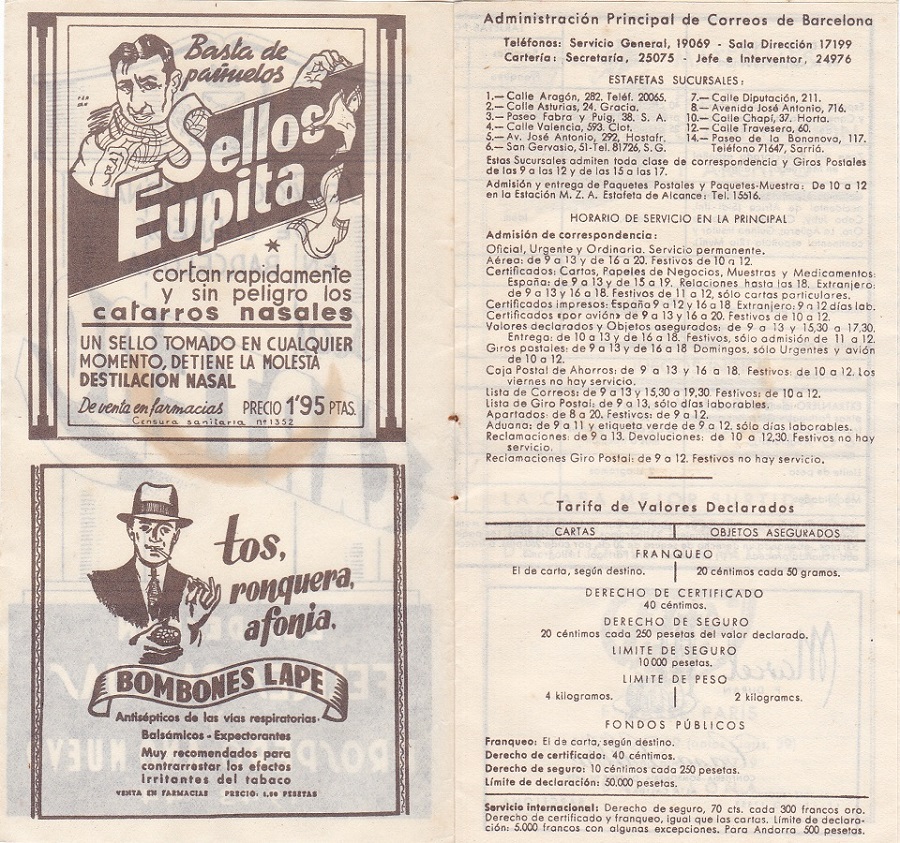 Basta de
pañuelos
Sellos
Eupita
*
cortan rapidamente
y sin peligro los
catarros nasales
UN SELLO TOMADO EN CUALQUIER
MOMENTO, DETIENE LA MOLESTA
DESTILACION NASAL
De venta en farmacias PRECIO 1'95 PTAS.
Censura sanitaria nº 1352
tos,
ronquera,
afonia.
BOMBONES LAPE
Antisépticos de las vias respiratorias.
Balsámicos - Expectorantes
Muy recomendados para
contrarrestar los efectos
irritantes del tabaco
VENTA EN FARMACIAS PRECIO: 1,90 PESETAS
Administración Principal de Correos de Barcelona
Teléfonos: Servicio General, 19069 - Sala Dirección 17199
Cartería: Secretaría, 25075 - Jefe e Interventor, 24976
ESTAFETAS SUCURSALES:
1.— Calle Aragón, 282. Teléf. 20065.
2.— Calle Asturias, 24. Gracia.
3.— Paseo Fabra y Puig, 38. S. A.
4.— Calle Valencia, 593. Clot.
5.— Av. José Antonio, 292, Hostafr.
6.— San Gervasio, 51-Tel. 81726, S.G.
7.— Calle Diputación, 211.
8.— Avenida José Antonio, 716.
10.— Calle Chapí, 37. Horta.
12.— Calle Travesera, 60.
14.— Paseo de la Bonanova, 117.
Teléfono 71647, Sarriá.
Estas Sucursales admiten toda clase de correspondencia y Giros Postales
de las 9 a las 12 y de las 15 a las 17.
Admisión y entrega de Paquetes Postales y Paquetes-Muestra: De 10 a 12
en la Estación M. Z. A. Estafeta de Alcance: Tel. 15616.
HORARIO DE SERVICIO EN LA PRINCIPAL
Admisión de correspondencia:
Oficial, Urgente y Ordinaria. Servicio permanente.
Aérea: de 9 a 13 y de 16 a 20. Festivos de 10 a 12.
Certificados: Cartas, Papeles de Negocios, Muestras y Medicamentos:
España: de 9 a 13 y de 15 a 19. Relaciones hasta las 18. Extranjero:
de 9 a 13 y 16 a 18. Festivos de 11 a 12, sólo cartas particulares.
Certificados impresos: España 9 a 12 y 16 a 18 Extranjero: 9 a 12 días lab.
Certificados «por avión» de 9 a 13 y 16 a 20. Festivos de 10 a 12.
Valores declarados y Objetos asegurados: de 9 a 13 y 15,30 a 17,30.
Entrega: de 10 a 13 y de 16 a 18. Festivos, sólo admisión de 11 a 12.
Giros postales: de 9 a 13 y de 16 a 18 Domingos, sólo Urgentes y avión
de 10 a 12.
Caja Postal de Ahorros: de 9 a 13 y 16 a 18. Festivos: de 10 a 12. Los
viernes no hay servicio.
Lista de Correos: de 9 a 13 y 15,30 a 19,30. Festivos: de 10 a 12.
Lista de Giro Postal: de 9 a 13, sólo días laborables.
Apartados: de 8 a 20. Festivos: de 9 a 12.
Aduana: de 9 a 11 y etiqueta verde de 9 a 12, sólo días laborables.
Reclamaciones: de 9 a 13. Devoluciones: de 10 a 12,30. Festivos no hay
servicio.
Reclamaciones Giro Postal: de 9 a 12. Festivos no hay servicio.
Tarifa de Valores Declarados
CARTAS OBJETOS ASEGURADOS
FRANQUEO
El de carta, según destino. 20 céntimos cada 50 gramos.
DERECHO DE CERTIFICADO
40 céntimos.
DERECHO DE SEGURO
20 céntimos cada 250 pesetas del valor declarado.
LIMITE DE SEGURO
10 000 pesetas.
LIMITE DE PESO
4 kilogramos. 2 kilogramos.
FONDOS PÚBLICOS
Franqueo: El de carta, según destino.
Derecho de certificado: 40 céntimos.
Derecho de seguro: 10 céntimos cada 250 pesetas.
Límite de declaración: 50,000 pesetas.
Servicio internacional: Derecho de seguro, 70 cts. cada 300 francos oro.
Derecho de certificado y franqueo, igual que las cartas. Límite de declara-
ción: 5.000 francos con algunas excepciones. Para Andorra 500 pesetas.